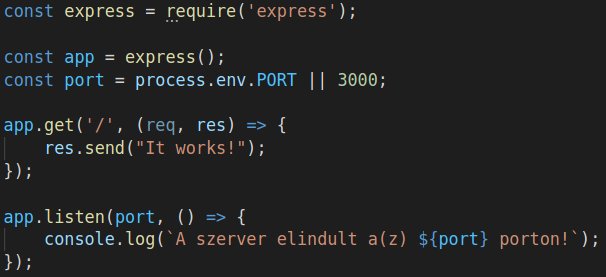 const express = require('express');
const app = express();
const port = process.env.PORT || 3000;
app.get('/', (req, res) => {
    res.send("It works!");
});
app.listen(port, () => {
    console.log(`A szerver elindult a(z) ${port} porton!`);
});